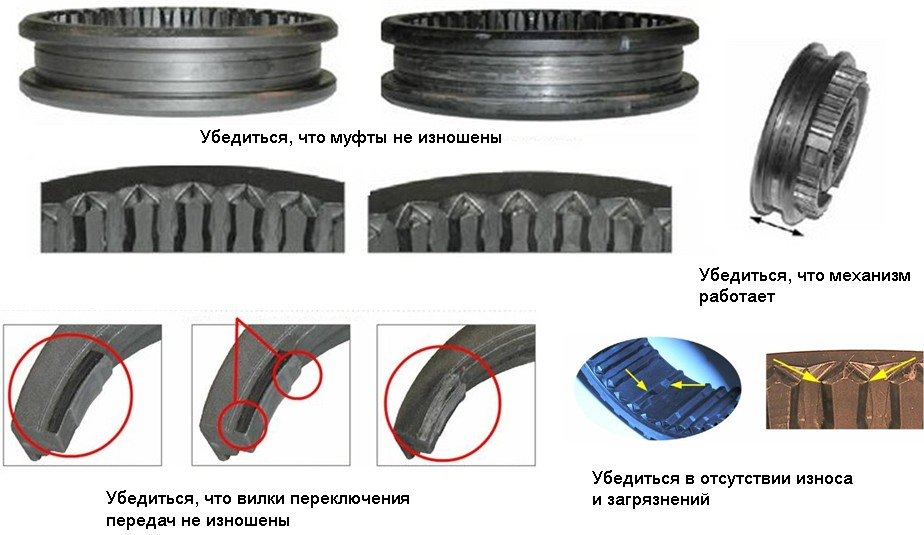 Убедиться, что муфты не изношены
Убедиться, что механизм
работает
Убедиться, что вилки переключения
передач не изношены
Убедиться в отсутствии износа
и загрязнений